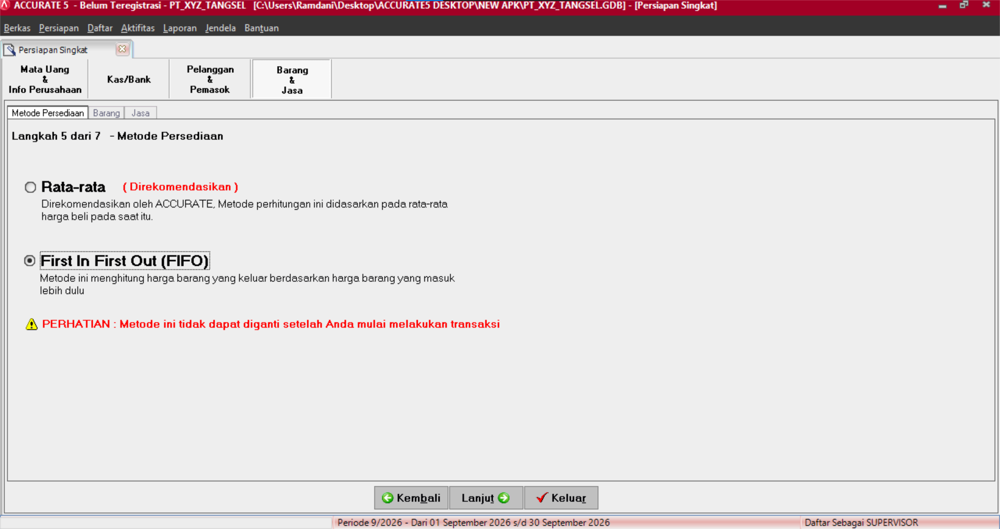 ACCURATE 5 - Belum Teregistrasi - PT_XYZ_TANGSEL [C:\Users\Ramdani\Desktop\ACCURATE5 DESKTOP\NEW APK\PT_XYZ_TANGSEL.GDB] - [Persiapan Singkat]
Berkas Persiapan Daftar Aktifitas Laporan Jendela Bantuan
Persiapan Singkat
Mata Uang
&
Info Perusahaan
Kas/Bank
Pelanggan
&
Pemasok
Barang
&
Jasa
Metode Persediaan Barang Jasa
Langkah 5 dari 7 - Metode Persediaan
Rata-rata ( Direkomendasikan )
Direkomendasikan oleh ACCURATE, Metode perhitungan ini didasarkan pada rata-rata
harga beli pada saat itu.
First In First Out (FIFO)
Metode ini menghitung harga barang yang keluar berdasarkan harga barang yang masuk
lebih dulu
PERHATIAN : Metode ini tidak dapat diganti setelah Anda mulai melakukan transaksi
Kembali Lanjut Keluar
Periode 9/2026 - Dari 01 September 2026 s/d 30 September 2026 Daftar Sebagai SUPERVISOR